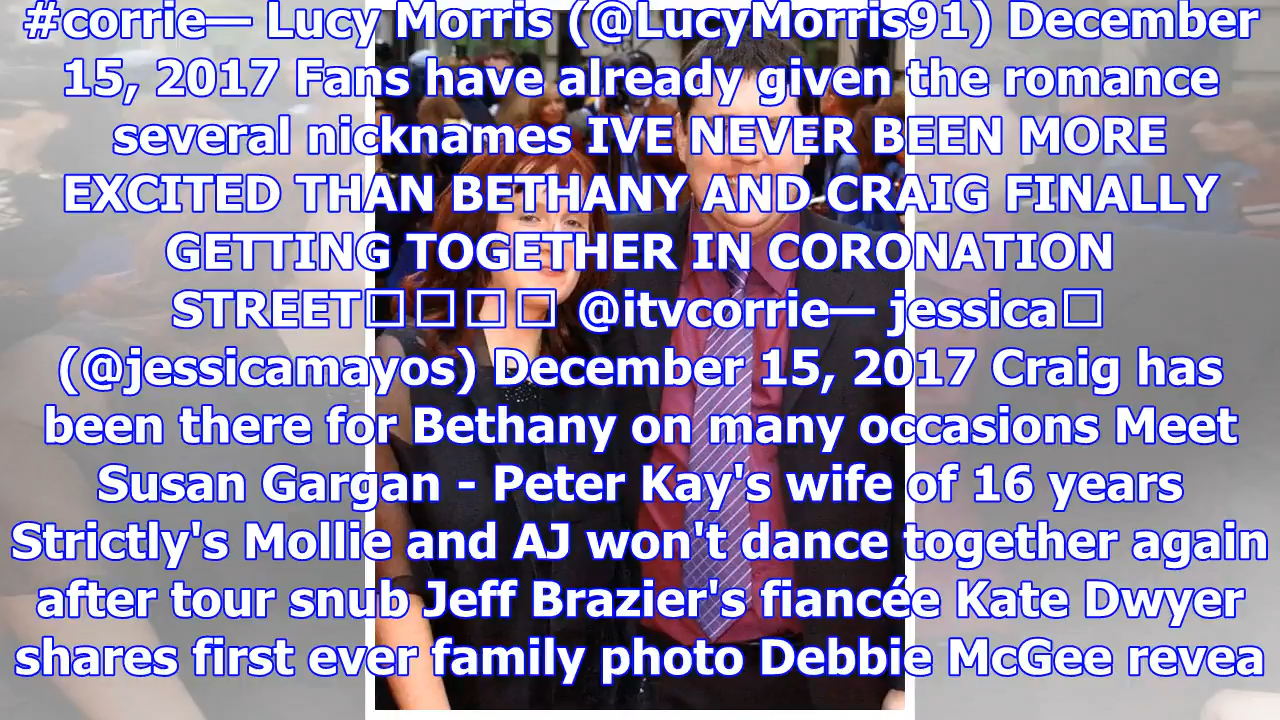 #corrie— Lucy Morris (@LucyMorris91) December
15, 2017 Fans have already given the romance
several nicknames IVE NEVER BEEN MORE
EXCITED THAN BETHANY AND CRAIG FINALLY
GETTING TOGETHER IN CORONATION
STREET□□□□ @itvcorrie— jessica□
(@jessicamayos) December 15, 2017 Craig has
been there for Bethany on many occasions Meet
Susan Gargan - Peter Kay's wife of 16 years
Strictly's Mollie and AJ won't dance together again
after tour snub Jeff Brazier's fiancée Kate Dwyer
shares first ever family photo Debbie McGee revea